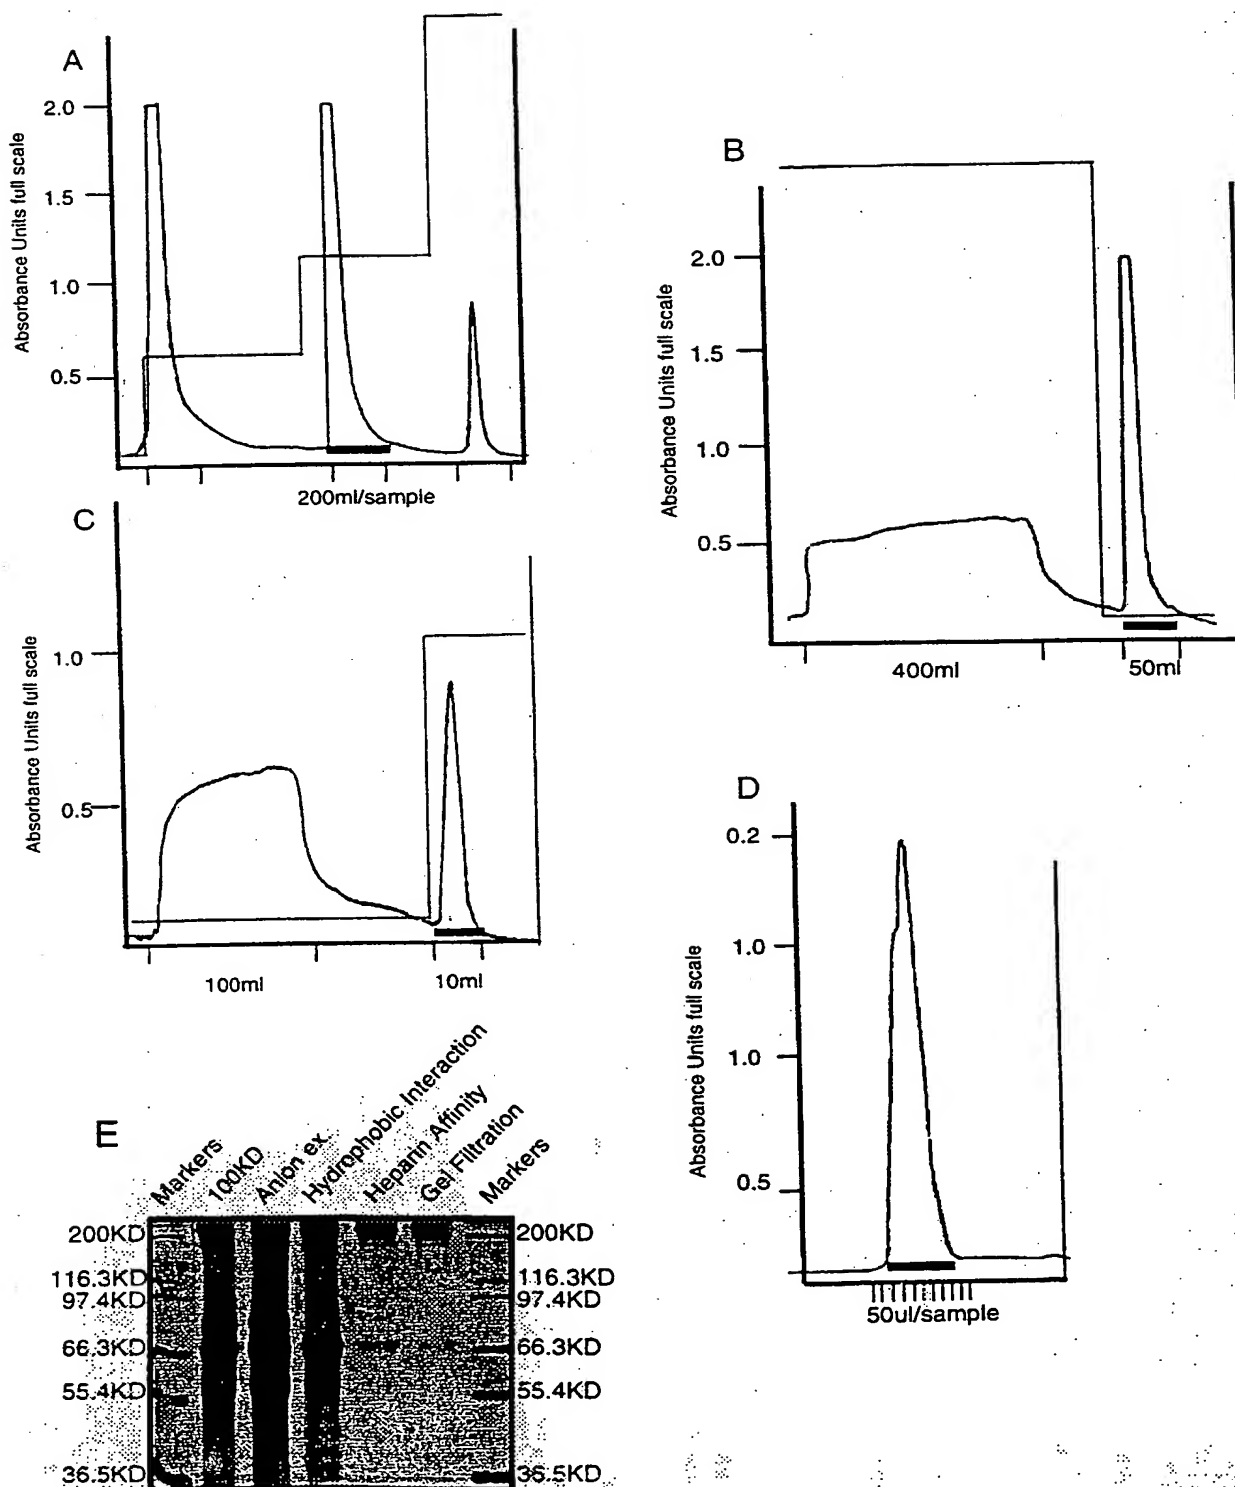 A
Absorbance Units full scale
2.0
1.5
1.0
0.5
200ml/sample
B
Absorbance Units full scale
2.0
1.5
1.0
0.5
400ml
50ml
C
Absorbance Units full scale
1.0
0.5
100ml
10ml
D
Absorbance Units full scale
0.2
1.0
1.0
0.5
50ul/sample
E
Markers
100KD
Anion ex.
Hydrophobic Interaction
Heparin Affinity
Gel Filtration
Markers
200KD
116.3KD
97.4KD
66.3KD
55.4KD
36.5KD
200KD
116.3KD
97.4KD
66.3KD
55.4KD
36.5KD